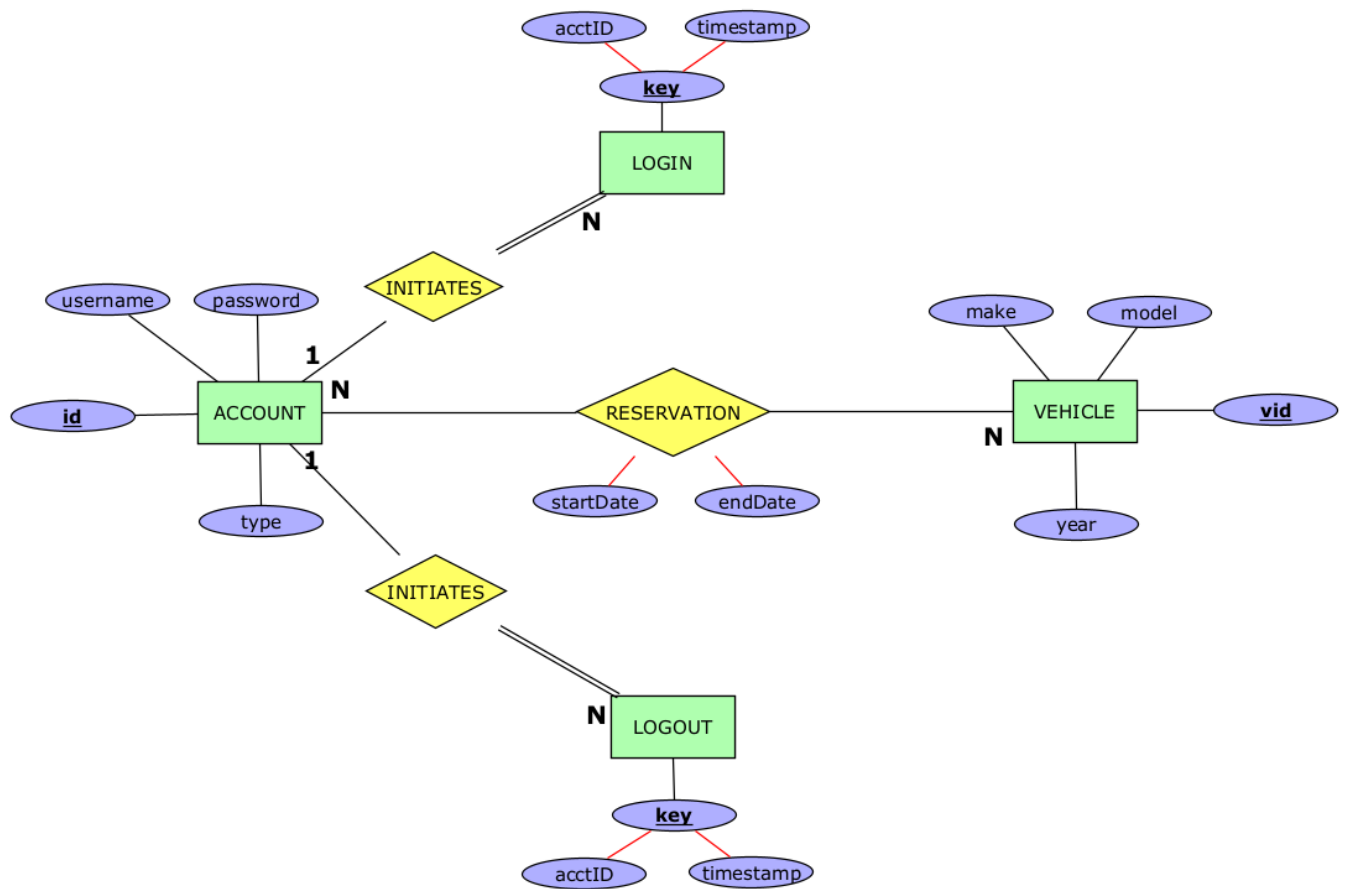 acctID
timestamp
key
LOGIN
N
INITIATES
username
password
make
model
1
N
id
ACCOUNT
RESERVATION
VEHICLE
vid
N
1
startDate
endDate
type
year
INITIATES
N
LOGOUT
key
acctID
timestamp